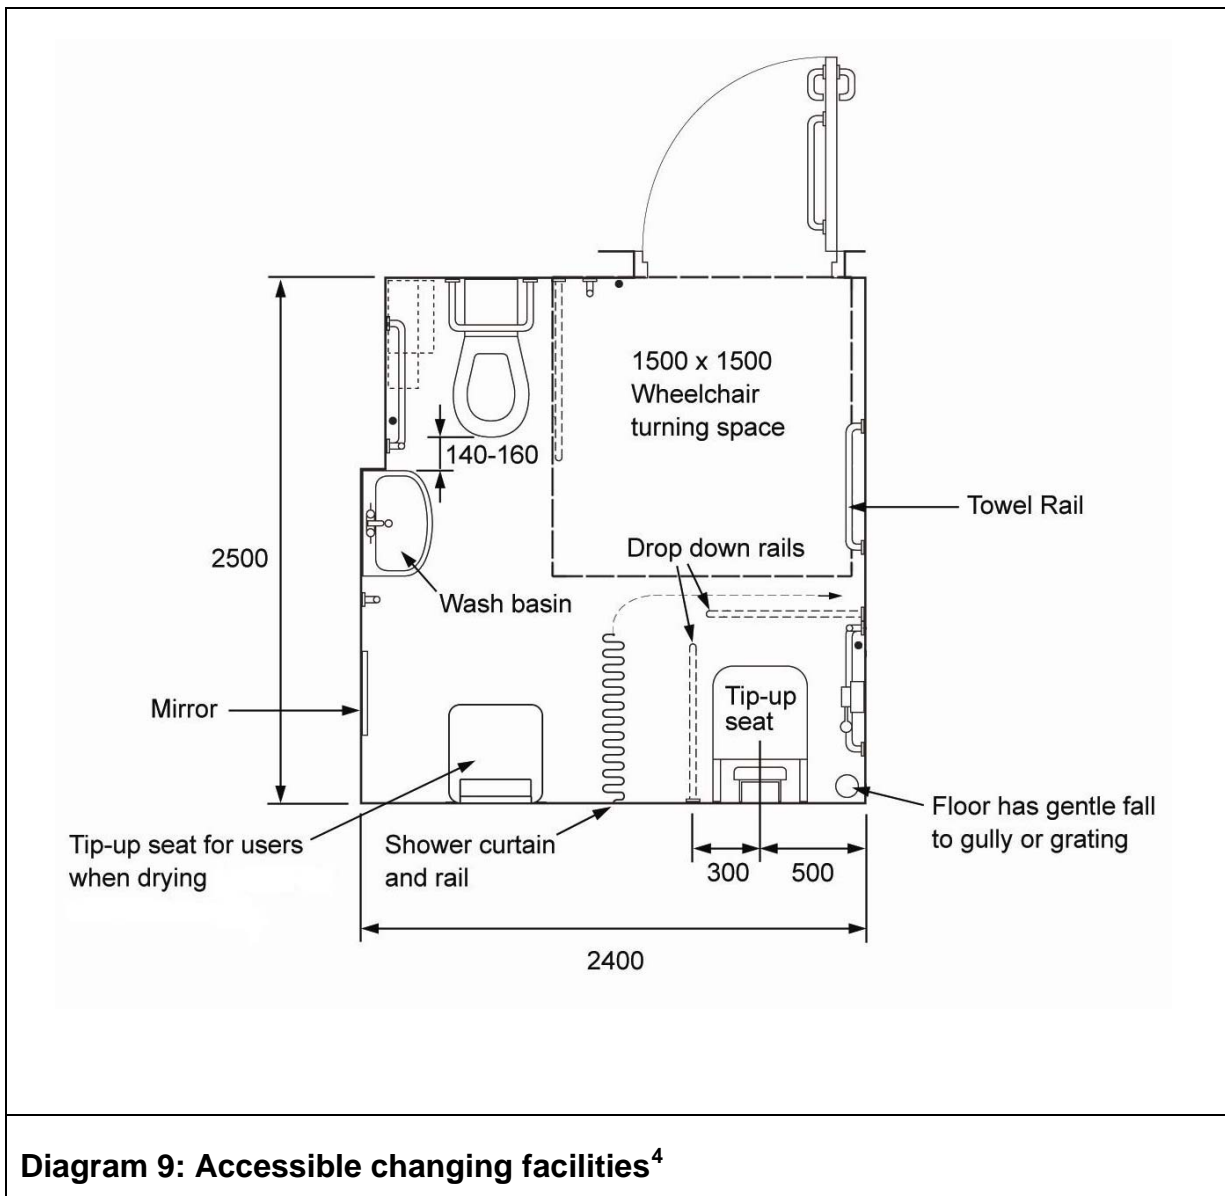 1500 x 1500
Wheelchair
turning space
140-160
Towel Rail
2500
Drop down rails
Wash basin
Mirror
Tip-up
seat
Floor has gentle fall
to gully or grating
Tip-up seat for users
when drying
Shower curtain
and rail
300
500
2400
Diagram 9: Accessible changing facilities⁴